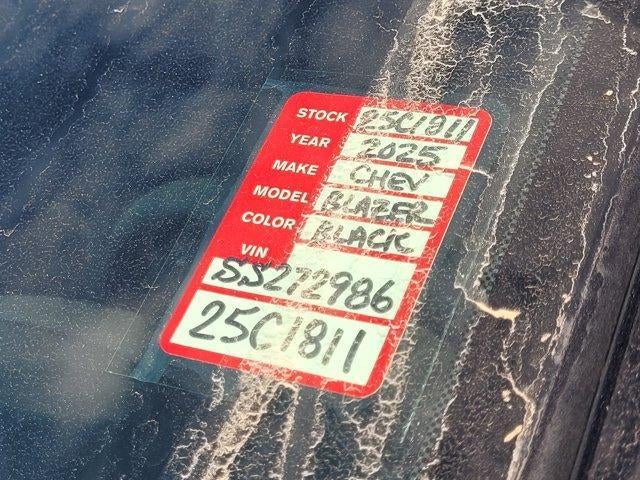 STOCK 25C1811
YEAR 2025
MAKE CHEV
MODEL BLAZER
COLOR BLACK
VIN
SS272986
25C1811